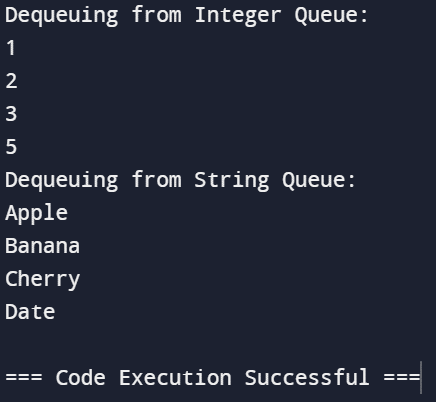 Dequeuing from Integer Queue:
1
2
3
5
Dequeuing from String Queue:
Apple
Banana
Cherry
Date
=== Code Execution Successful ===